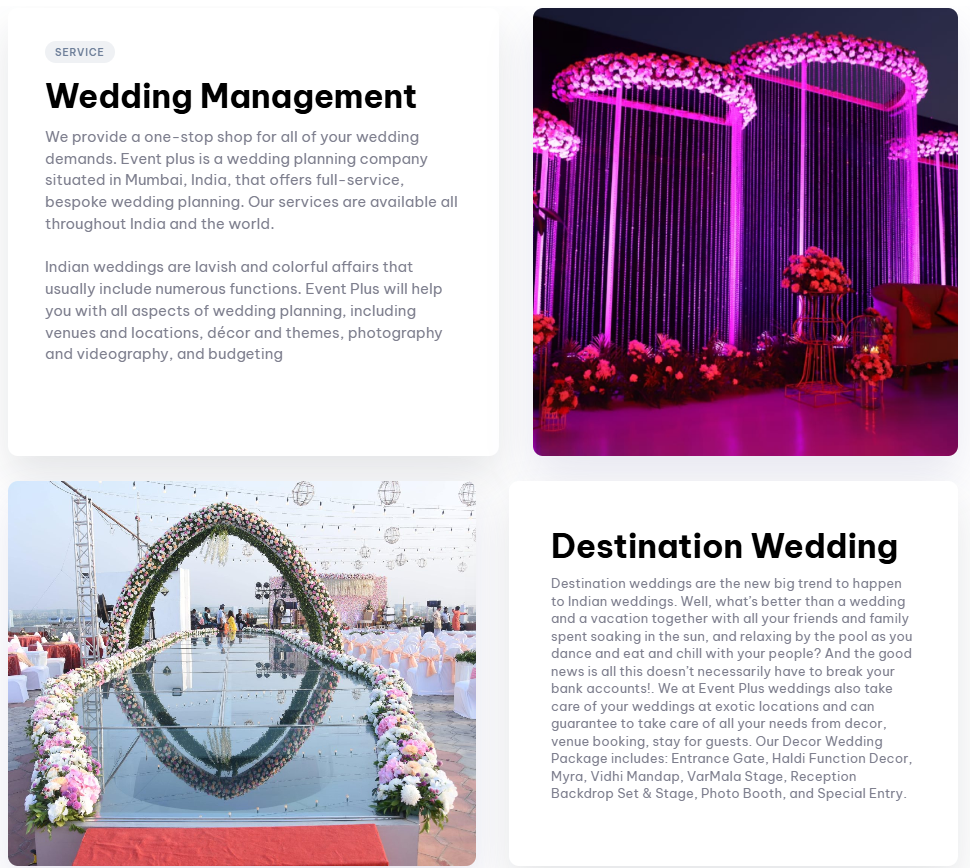 SERVICE
Wedding Management
We provide a one-stop shop for all of your wedding
demands. Event plus is a wedding planning company
situated in Mumbai, India, that offers full-service,
bespoke wedding planning. Our services are available all
throughout India and the world.
Indian weddings are lavish and colorful affairs that
usually include numerous functions. Event Plus will help
you with all aspects of wedding planning, including
venues and locations, décor and themes, photography
and videography, and budgeting
Destination Wedding
Destination weddings are the new big trend to happen
to Indian weddings. Well, what's better than a wedding
and a vacation together with all your friends and family
spent soaking in the sun, and relaxing by the pool as you
dance and eat and chill with your people? And the good
news is all this doesn't necessarily have to break your
bank accounts!. We at Event Plus weddings also take
care of your weddings at exotic locations and can
guarantee to take care of all your needs from decor,
venue booking, stay for guests. Our Decor Wedding
Package includes: Entrance Gate, Haldi Function Decor,
Myra, Vidhi Mandap, VarMala Stage, Reception
Backdrop Set & Stage, Photo Booth, and Special Entry.